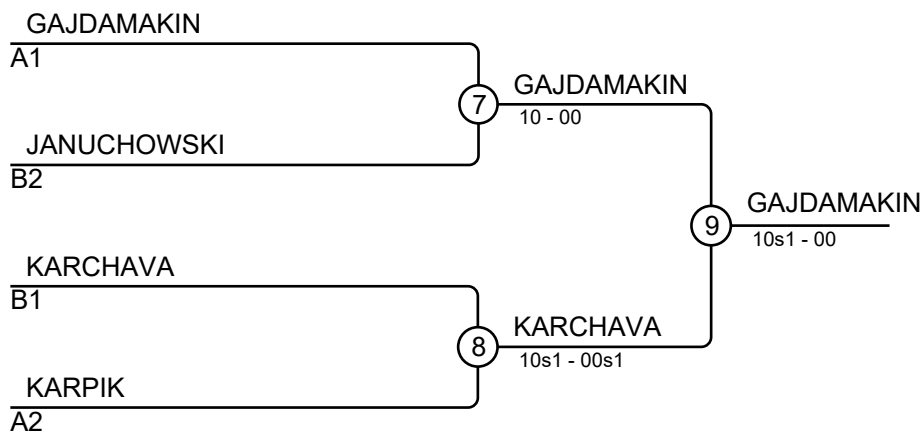 GAJDAMAKIN
A1
7
GAJDAMAKIN
10 - 00
JANUCHOWSKI
B2
9
GAJDAMAKIN
10s1 - 00
KARCHAVA
B1
8
KARCHAVA
10s1 - 00s1
KARPIK
A2